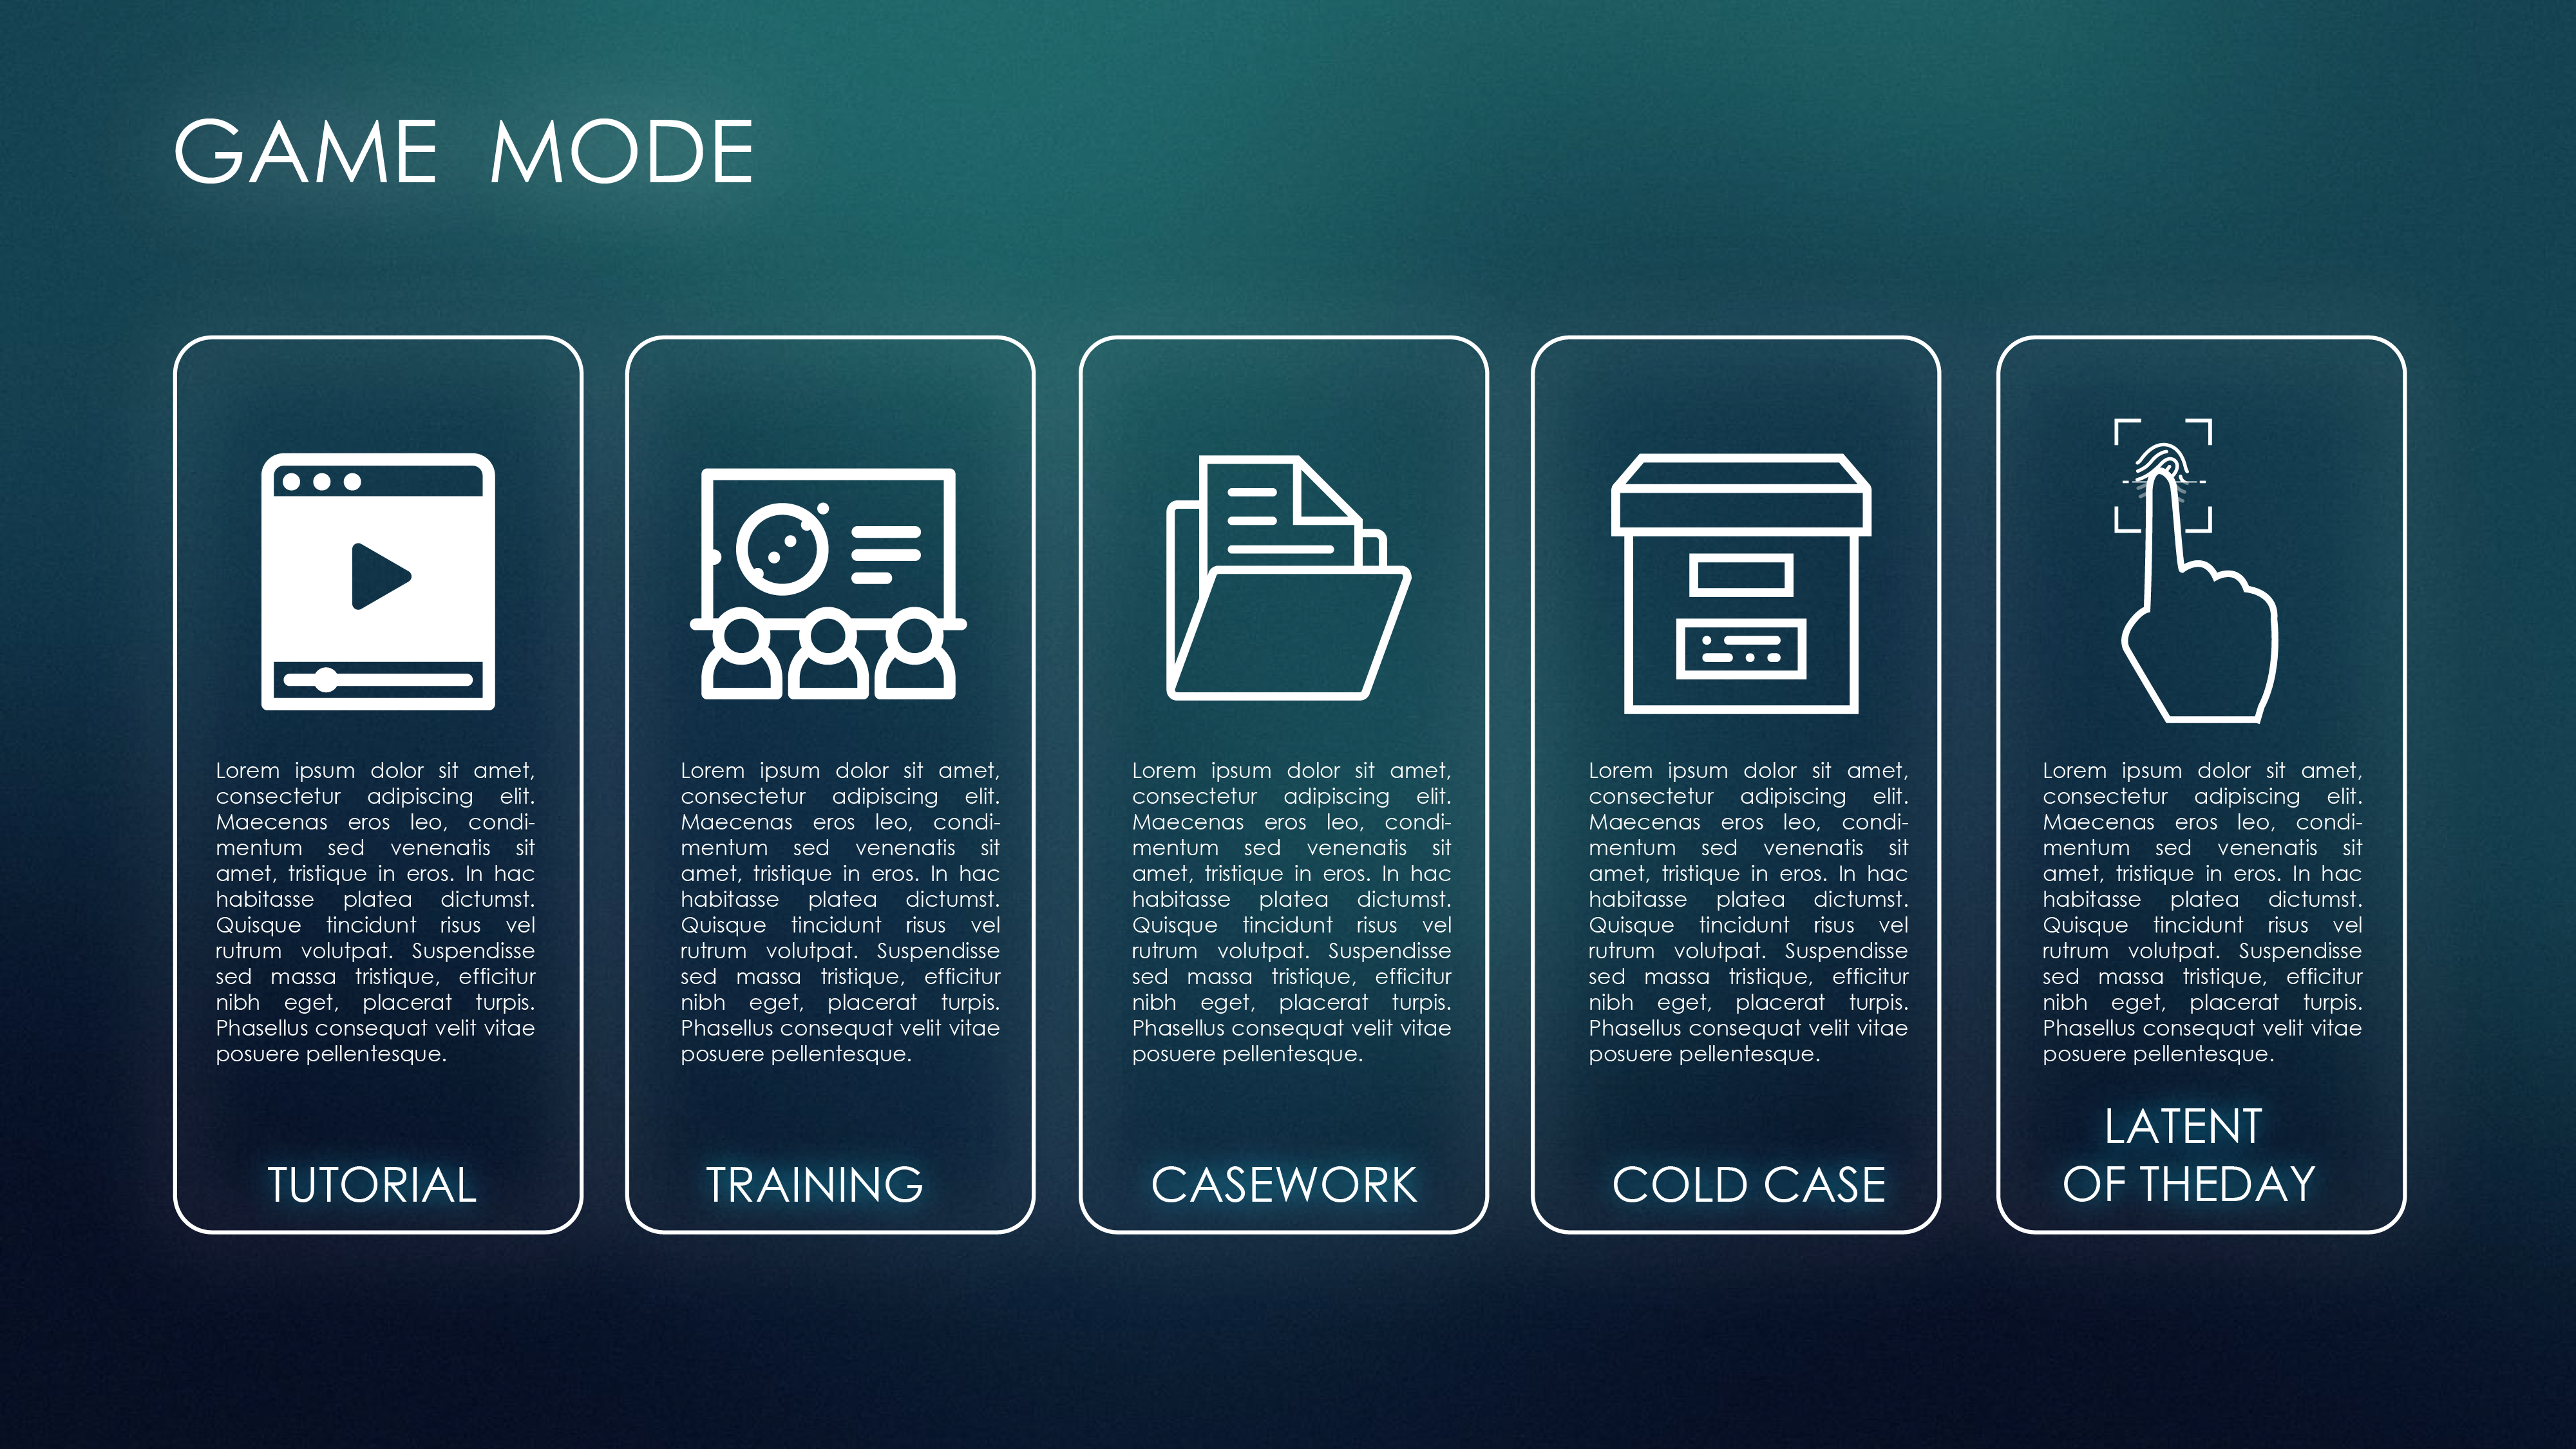 GAME MODE
Lorem ipsum dolor sit amet,
consectetur adipiscing elit.
Maecenas eros leo, condi-
mentum sed venenatis sit
amet, tristique in eros. In hac
habitasse platea dictumst.
Quisque tincidunt risus vel
rutrum volutpat. Suspendisse
sed massa tristique, efficitur
nibh eget, placerat turpis.
Phasellus consequat velit vitae
posuere pellentesque.
TUTORIAL
Lorem ipsum dolor sit amet,
consectetur adipiscing elit.
Maecenas eros leo, condi-
mentum sed venenatis sit
amet, tristique in eros. In hac
habitasse platea dictumst.
Quisque tincidunt risus vel
rutrum volutpat. Suspendisse
sed massa tristique, efficitur
nibh eget, placerat turpis.
Phasellus consequat velit vitae
posuere pellentesque.
TRAINING
Lorem ipsum dolor sit amet,
consectetur adipiscing elit.
Maecenas eros leo, condi-
mentum sed venenatis sit
amet, tristique in eros. In hac
habitasse platea dictumst.
Quisque tincidunt risus vel
rutrum volutpat. Suspendisse
sed massa tristique, efficitur
nibh eget, placerat turpis.
Phasellus consequat velit vitae
posuere pellentesque.
CASEWORK
Lorem ipsum dolor sit amet,
consectetur adipiscing elit.
Maecenas eros leo, condi-
mentum sed venenatis sit
amet, tristique in eros. In hac
habitasse platea dictumst.
Quisque tincidunt risus vel
rutrum volutpat. Suspendisse
sed massa tristique, efficitur
nibh eget, placerat turpis.
Phasellus consequat velit vitae
posuere pellentesque.
COLD CASE
Lorem ipsum dolor sit amet,
consectetur adipiscing elit.
Maecenas eros leo, condi-
mentum sed venenatis sit
amet, tristique in eros. In hac
habitasse platea dictumst.
Quisque tincidunt risus vel
rutrum volutpat. Suspendisse
sed massa tristique, efficitur
nibh eget, placerat turpis.
Phasellus consequat velit vitae
posuere pellentesque.
LATENT
OF THEDAY